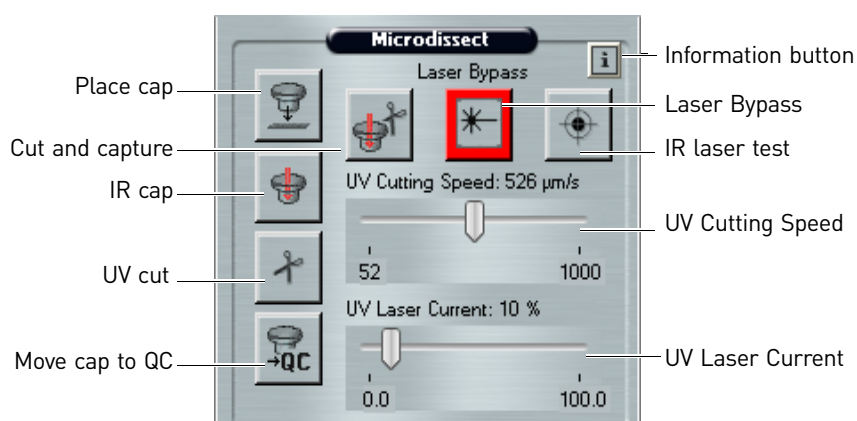 Microdissect
i
Information button
Place cap
Laser Bypass
Laser Bypass
Cut and capture
IR laser test
IR cap
UV Cutting Speed: 526 µm/s
UV Cutting Speed
52
1000
UV cut
UV Laser Current: 10 %
→QC
Move cap to QC
UV Laser Current
0.0
100.0